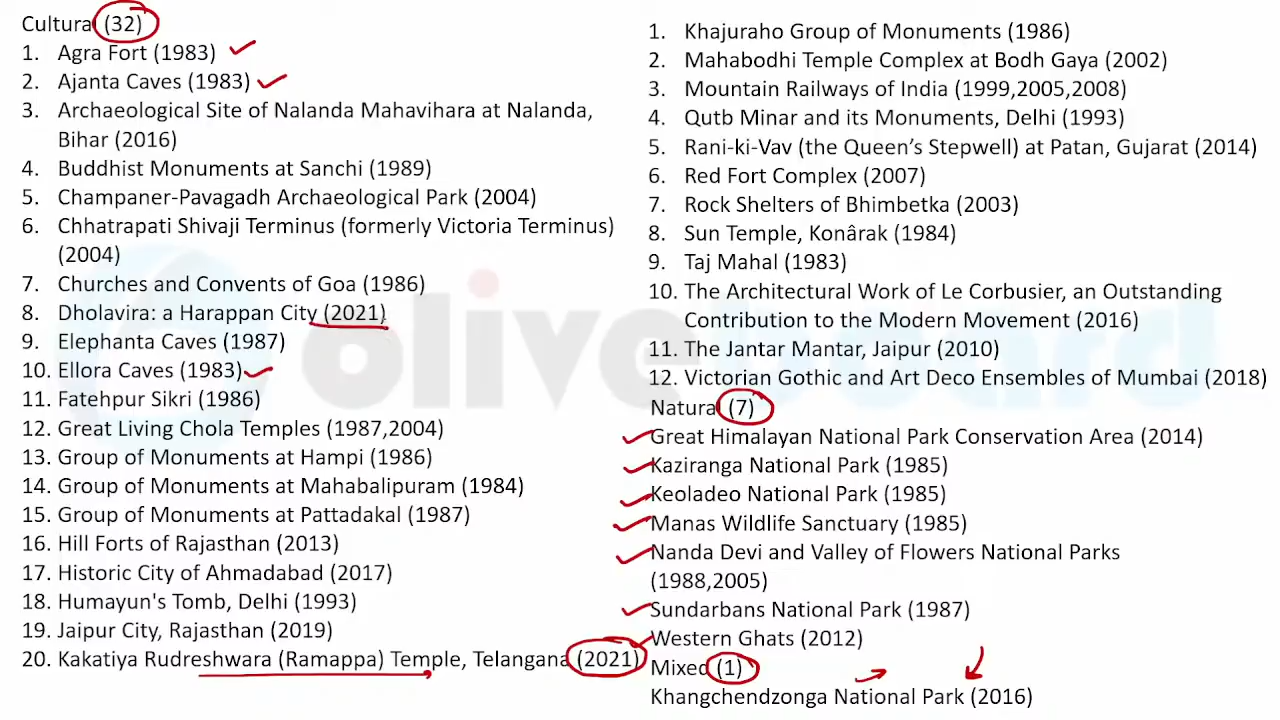 Cultural (32)
1. Agra Fort (1983)
2. Ajanta Caves (1983)
3. Archaeological Site of Nalanda Mahavihara at Nalanda,
Bihar (2016)
4. Buddhist Monuments at Sanchi (1989)
5. Champaner-Pavagadh Archaeological Park (2004)
6. Chhatrapati Shivaji Terminus (formerly Victoria Terminus)
(2004)
7. Churches and Convents of Goa (1986)
8. Dholavira: a Harappan City (2021)
9. Elephanta Caves (1987)
10. Ellora Caves (1983)
11. Fatehpur Sikri (1986)
12. Great Living Chola Temples (1987,2004)
13. Group of Monuments at Hampi (1986)
14. Group of Monuments at Mahabalipuram (1984)
15. Group of Monuments at Pattadakal (1987)
16. Hill Forts of Rajasthan (2013)
17. Historic City of Ahmadabad (2017)
18. Humayun's Tomb, Delhi (1993)
19. Jaipur City, Rajasthan (2019)
20. Kakatiya Rudreshwara (Ramappa) Temple, Telangana (2021)
1. Khajuraho Group of Monuments (1986)
2. Mahabodhi Temple Complex at Bodh Gaya (2002)
3. Mountain Railways of India (1999,2005,2008)
4. Qutb Minar and its Monuments, Delhi (1993)
5. Rani-ki-Vav (the Queen’s Stepwell) at Patan, Gujarat (2014)
6. Red Fort Complex (2007)
7. Rock Shelters of Bhimbetka (2003)
8. Sun Temple, Konârak (1984)
9. Taj Mahal (1983)
10. The Architectural Work of Le Corbusier, an Outstanding
Contribution to the Modern Movement (2016)
11. The Jantar Mantar, Jaipur (2010)
12. Victorian Gothic and Art Deco Ensembles of Mumbai (2018)
Natural (7)
Great Himalayan National Park Conservation Area (2014)
Kaziranga National Park (1985)
Keoladeo National Park (1985)
Manas Wildlife Sanctuary (1985)
Nanda Devi and Valley of Flowers National Parks
(1988,2005)
Sundarbans National Park (1987)
Western Ghats (2012)
Mixed (1)
Khangchendzonga National Park (2016)
oliveboard